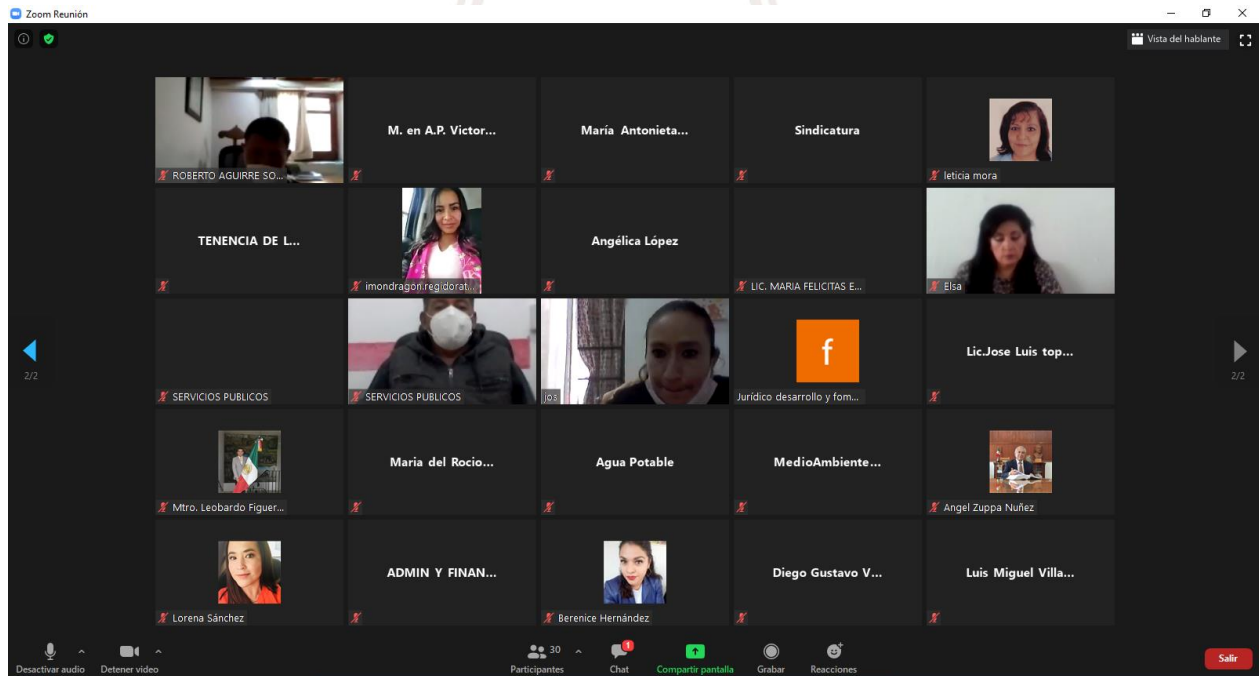 Zoom Reunión
Vista del hablante
ROBERTO AGUIRRE SO...
M. en A.P. Victor...
María Antonieta...
Sindicatura
leticia mora
TENENCIA DE L...
imondragon.regidorat...
Angélica López
LIC. MARIA FELICITAS E...
Elsa
SERVICIOS PUBLICOS
SERVICIOS PUBLICOS
jos
f
Jurídico desarrollo y fom...
Lic.Jose Luis top...
2/2
2/2
Mtro. Leobardo Figuer...
Maria del Rocio...
Agua Potable
MedioAmbiente...
Angel Zuppa Nuñez
Lorena Sánchez
ADMIN Y FINAN...
Berenice Hernández
Diego Gustavo V...
Luis Miguel Villa...
Desactivar audio
Detener video
30
Participantes
1
Chat
Compartir pantalla
Grabar
Reacciones
Salir